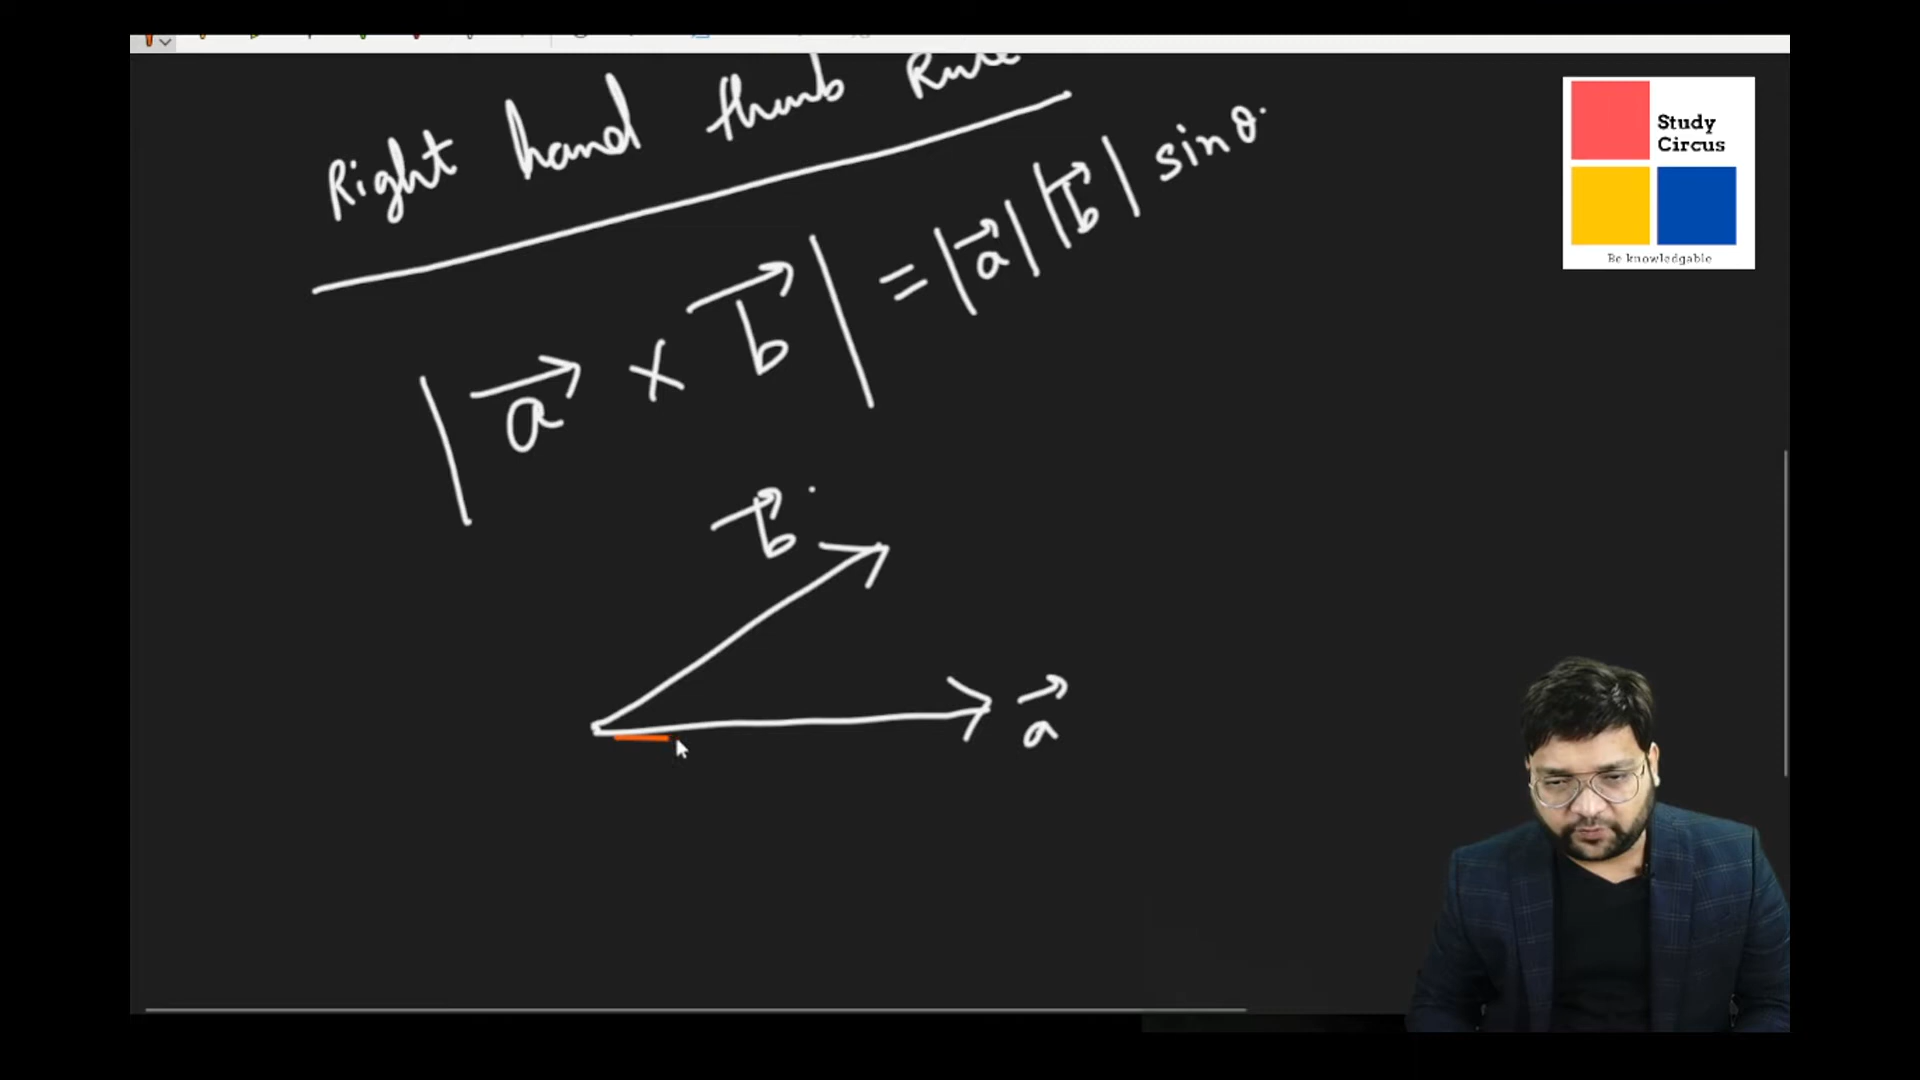 Right hand thumb Rule
|a⃗ × b⃗| = |a⃗| |b⃗| sinθ.
b⃗
a⃗
Study
Circus
Be knowledgable